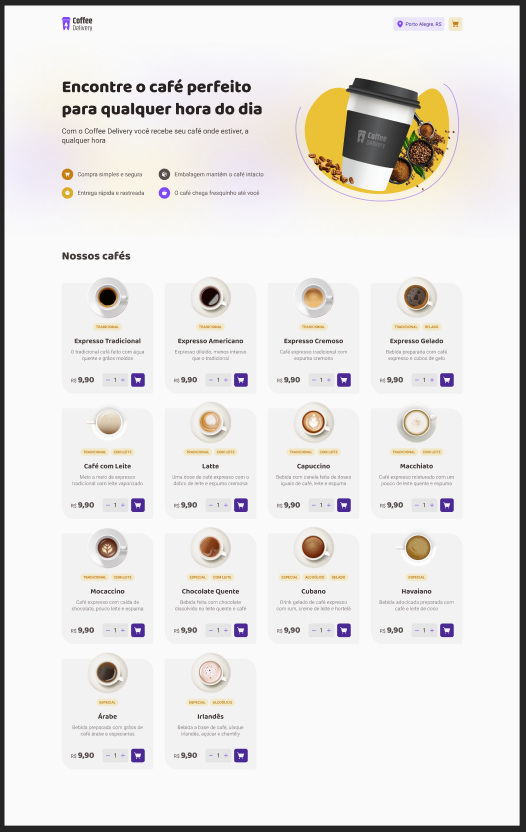 Coffee
Delivery
Porto Alegre, RS
Encontre o café perfeito
para qualquer hora do dia
Com o Coffee Delivery você recebe seu café onde estiver, a
qualquer hora
Compra simples e segura
Embalagem mantém o café intacto
Entrega rápida e rastreada
O café chega fresquinho até você
Coffee
Delivery
Nossos cafés
TRADICIONAL
Expresso Tradicional
O tradicional café feito com água
quente e grãos moídos
R$ 9,90
1
TRADICIONAL
Expresso Americano
Expresso diluído, menos intenso
que o tradicional
R$ 9,90
1
TRADICIONAL
Expresso Cremoso
Café expresso tradicional com
espuma cremosa
R$ 9,90
1
TRADICIONAL GELADO
Expresso Gelado
Bebida preparada com café
expresso e cubos de gelo
R$ 9,90
1
TRADICIONAL COM LEITE
Café com Leite
Meio a meio de expresso
tradicional com leite vaporizado
R$ 9,90
1
TRADICIONAL COM LEITE
Latte
Uma dose de café expresso com o
dobro de leite e espuma cremosa
R$ 9,90
1
TRADICIONAL COM LEITE
Capuccino
Bebida com canela feita de doses
iguais de café, leite e espuma
R$ 9,90
1
TRADICIONAL COM LEITE
Macchiato
Café expresso misturado com um
pouco de leite quente e espuma
R$ 9,90
1
TRADICIONAL COM LEITE
Mocaccino
Café expresso com calda de
chocolate, pouco leite e espuma
R$ 9,90
1
ESPECIAL COM LEITE
Chocolate Quente
Bebida feita com chocolate
dissolvido no leite quente e café
R$ 9,90
1
ESPECIAL ALCOÓLICO GELADO
Cubano
Drink gelado de café expresso
com rum, creme de leite e hortelã
R$ 9,90
1
ESPECIAL
Havaiano
Bebida adocicada preparada com
café e leite de coco
R$ 9,90
1
ESPECIAL
Árabe
Bebida preparada com grãos de
café árabe e especiarias
R$ 9,90
1
ESPECIAL ALCOÓLICO
Irlandês
Bebida a base de café, uísque
irlandês, açúcar e chantilly
R$ 9,90
1